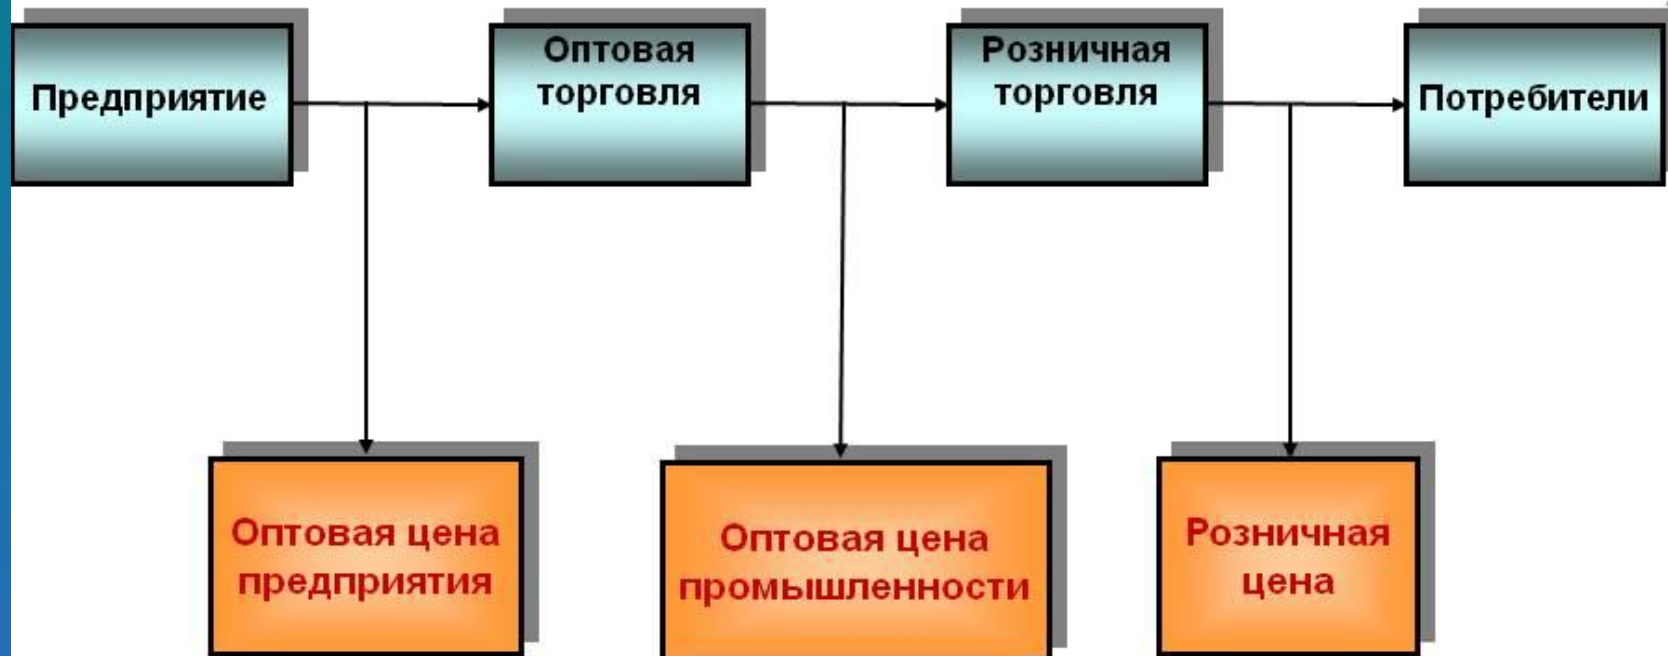 Предприятие
Оптовая
торговля
Розничная
торговля
Потребители
Оптовая цена
предприятия
Оптовая цена
промышленности
Розничная
цена